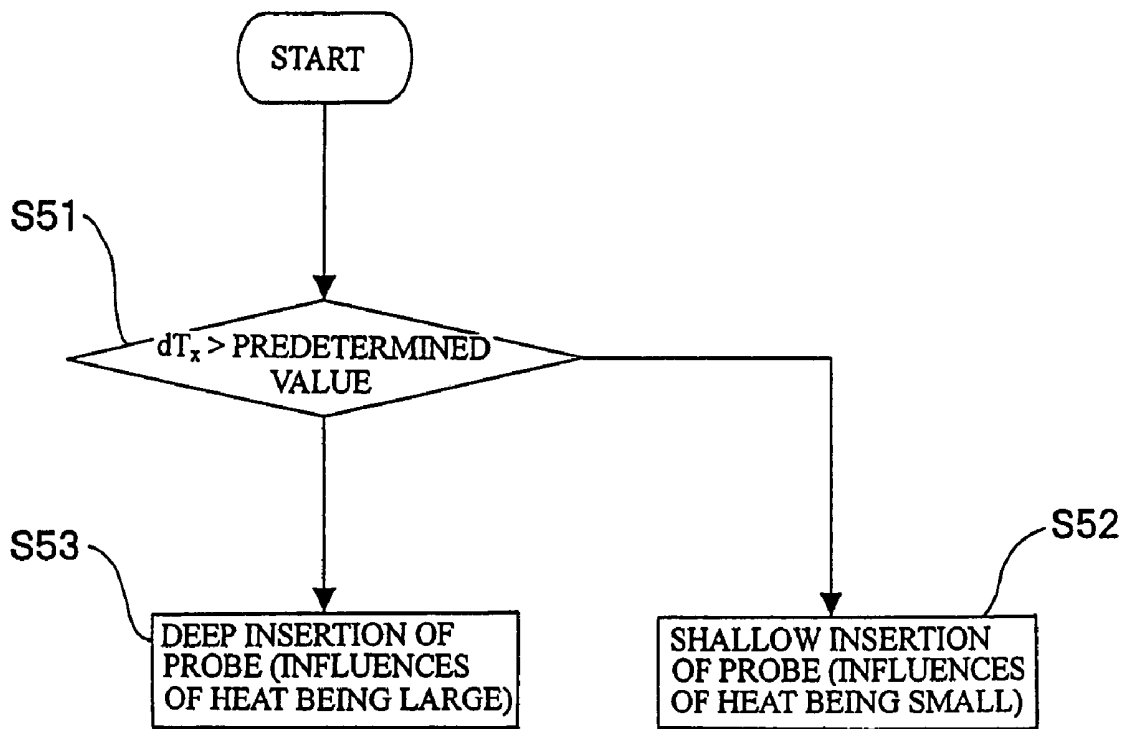 START
S51
dTx > PREDETERMINED
VALUE
S53
DEEP INSERTION OF
PROBE (INFLUENCES
OF HEAT BEING LARGE)
S52
SHALLOW INSERTION
OF PROBE (INFLUENCES
OF HEAT BEING SMALL)